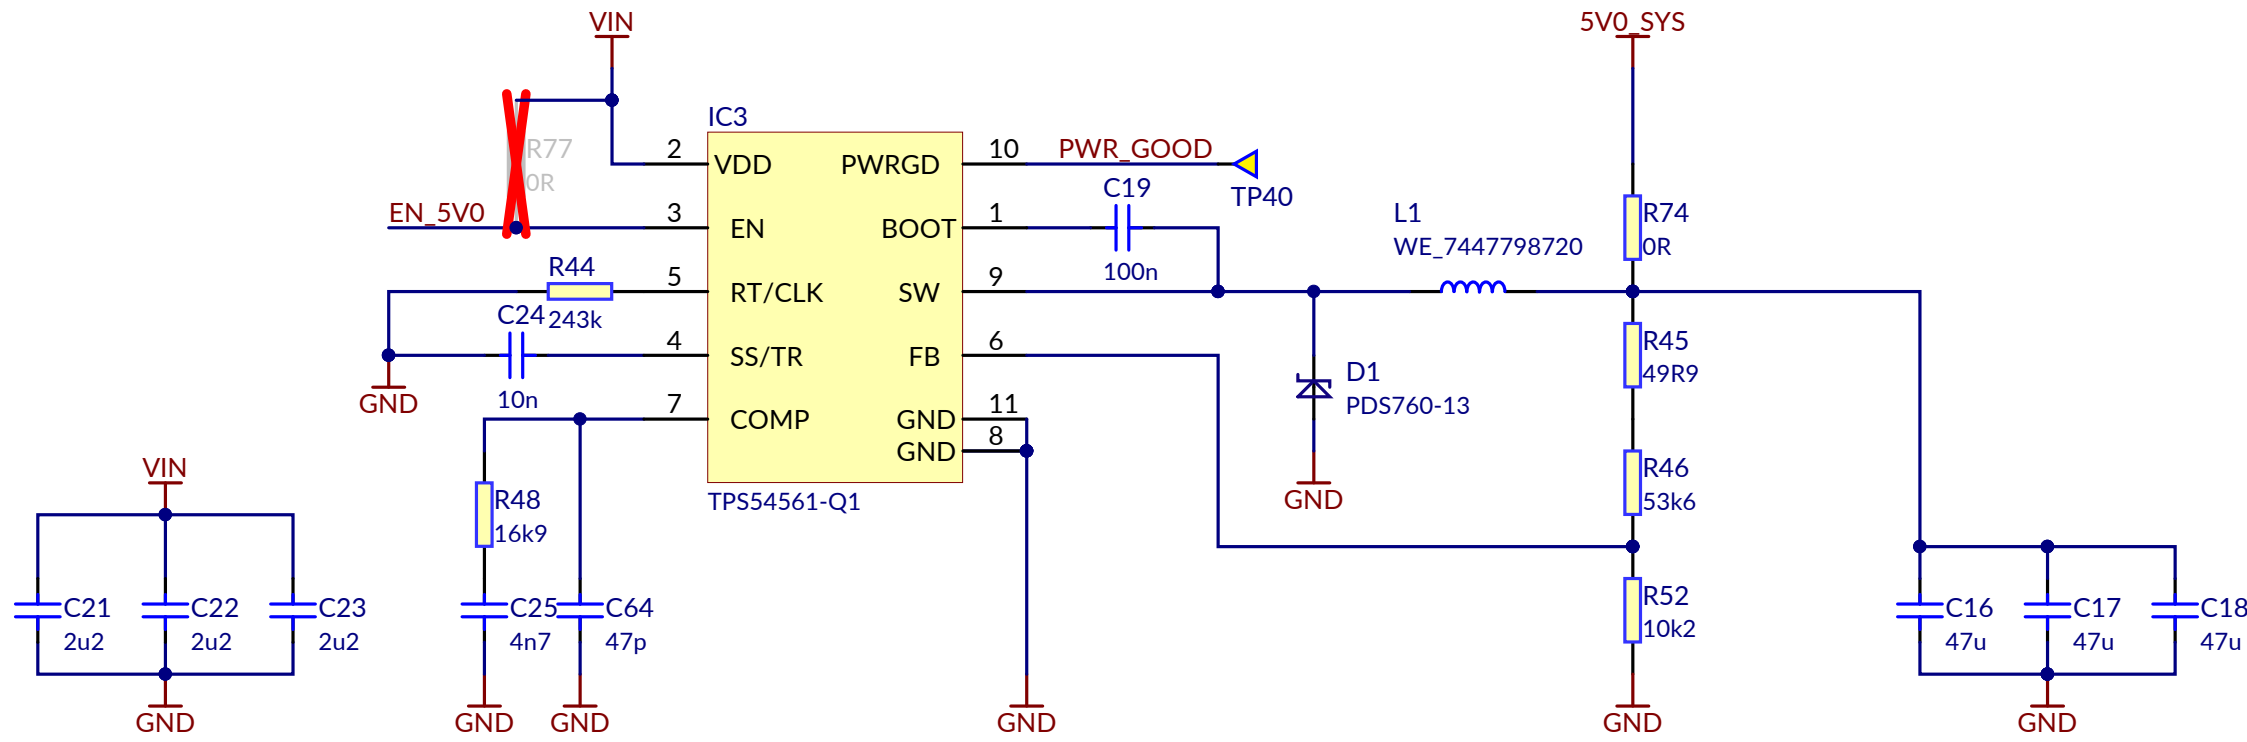 VIN
5V0_SYS
IC3
R77
0R
2
VDD
PWRGD
10
PWR_GOOD
TP40
EN_5V0
3
EN
BOOT
1
C19
100n
L1
WE_7447798720
R74
0R
R44
243k
5
RT/CLK
SW
9
C24
10n
4
SS/TR
FB
6
GND
D1
PDS760-13
GND
R45
49R9
7
COMP
GND
11
GND
8
TPS54561-Q1
R46
53k6
VIN
R48
16k9
C21
2u2
C22
2u2
C23
2u2
C25
4n7
C64
47p
R52
10k2
C16
47u
C17
47u
C18
47u
GND
GND
GND
GND
GND
GND